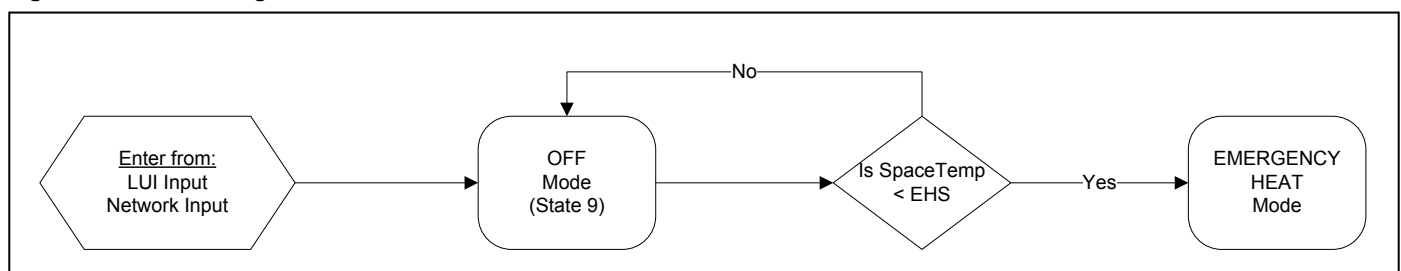 No
Enter from:
LUI Input
Network Input
OFF
Mode
(State 9)
Is SpaceTemp
< EHS
Yes
EMERGENCY
HEAT
Mode